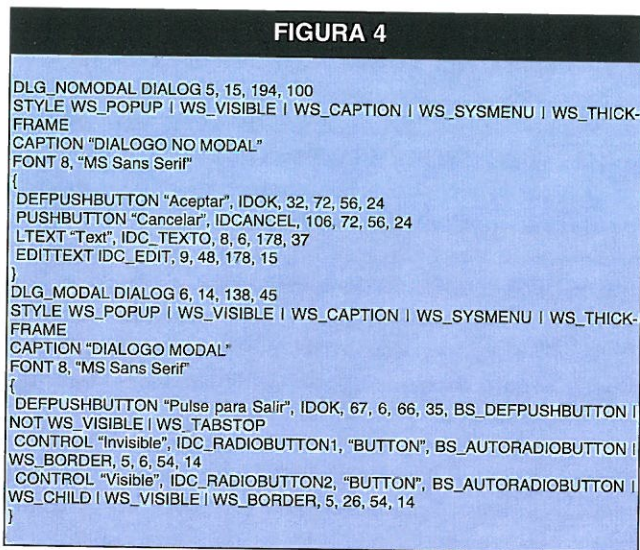 FIGURA 4
DLG_NOMODAL DIALOG 5, 15, 194, 100
STYLE WS_POPUP | WS_VISIBLE | WS_CAPTION | WS_SYSMENU | WS_THICK-
FRAME
CAPTION "DIALOGO NO MODAL"
FONT 8, "MS Sans Serif"
{
DEFPUSHBUTTON "Aceptar", IDOK, 32, 72, 56, 24
PUSHBUTTON "Cancelar", IDCANCEL, 106, 72, 56, 24
LTEXT "Text", IDC_TEXTO, 8, 6, 178, 37
EDITTEXT IDC_EDIT, 9, 48, 178, 15
}
DLG_MODAL DIALOG 6, 14, 138, 45
STYLE WS_POPUP | WS_VISIBLE | WS_CAPTION | WS_SYSMENU | WS_THICK-
FRAME
CAPTION "DIALOGO MODAL"
FONT 8, "MS Sans Serif"
{
DEFPUSHBUTTON "Pulse para Salir", IDOK, 67, 6, 66, 35, BS_DEFPUSHBUTTON |
NOT WS_VISIBLE | WS_TABSTOP
CONTROL "Invisible", IDC_RADIOBUTTON1, "BUTTON", BS_AUTORADIOBUTTON |
WS_BORDER, 5, 6, 54, 14
CONTROL "Visible", IDC_RADIOBUTTON2, "BUTTON", BS_AUTORADIOBUTTON |
WS_CHILD | WS_VISIBLE | WS_BORDER, 5, 26, 54, 14
}